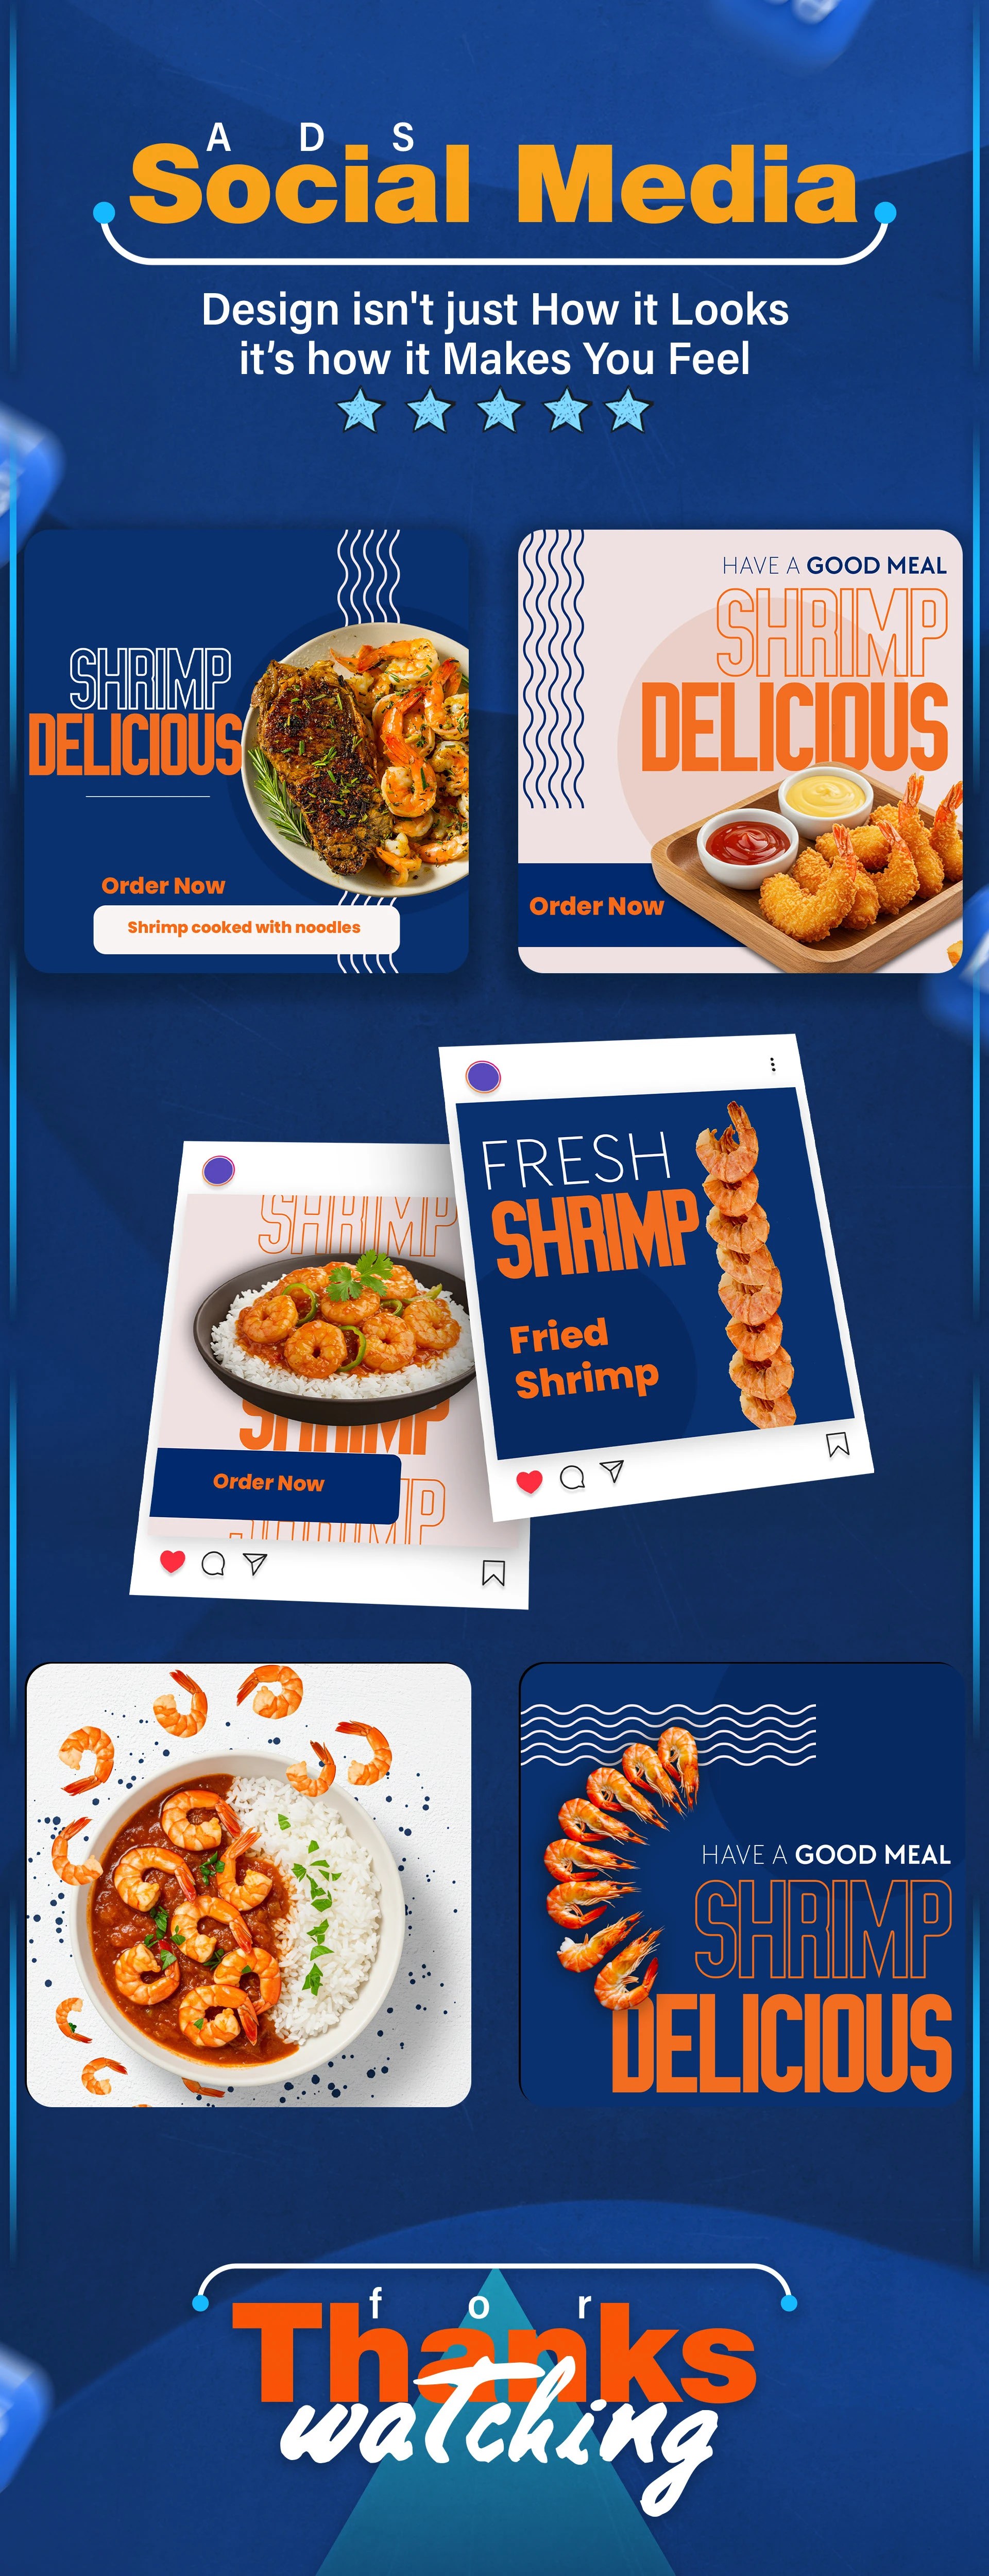 A D S
Social Media
Design isn't just How it Looks
it's how it Makes You Feel
SHRIMP
DELICIOUS
Order Now
Shrimp cooked with noodles
HAVE A GOOD MEAL
SHRIMP
DELICIOUS
Order Now
FRESH
SHRIMP
Fried
Shrimp
SHRIMP
SHRIMP
Order Now
SHRIMP
HAVE A GOOD MEAL
SHRIMP
DELICIOUS
f o r
Thanks
watching